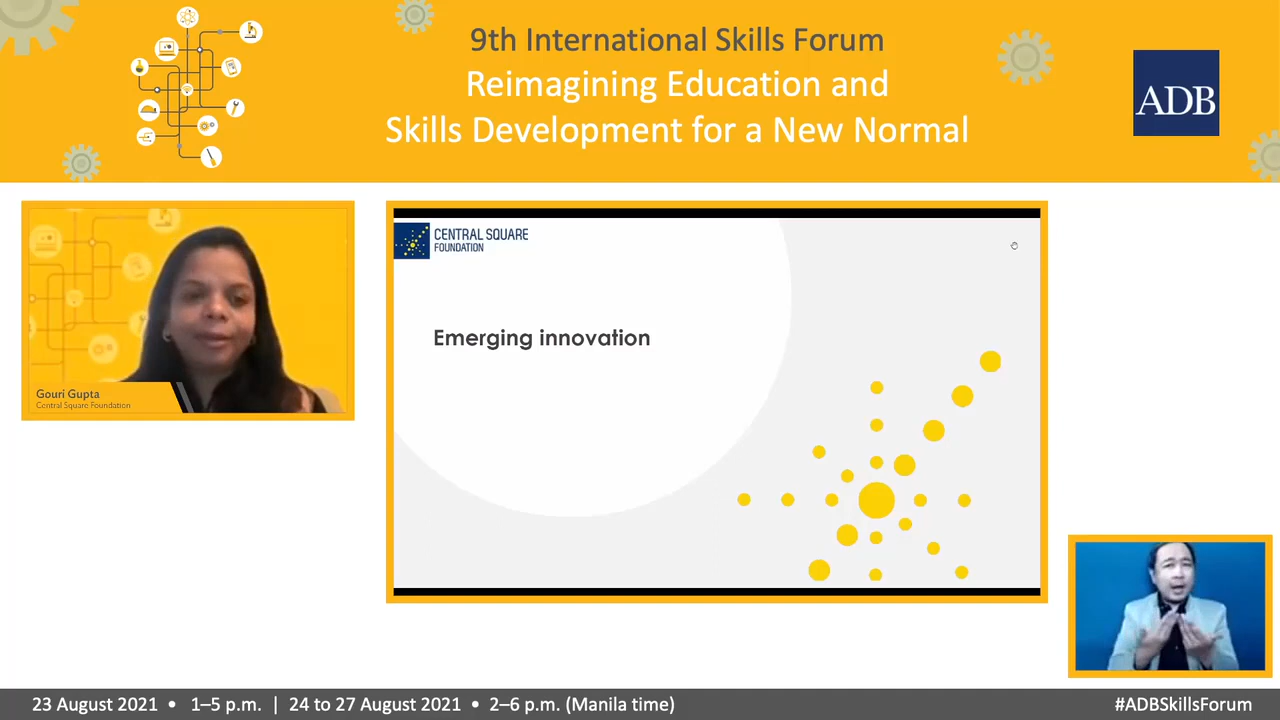 9th International Skills Forum
Reimagining Education and
Skills Development for a New Normal
ADB
Gouri Gupta
Central Square Foundation
CENTRAL SQUARE
FOUNDATION
Emerging innovation
23 August 2021 • 1–5 p.m. | 24 to 27 August 2021 • 2–6 p.m. (Manila time)
#ADBSkillsForum